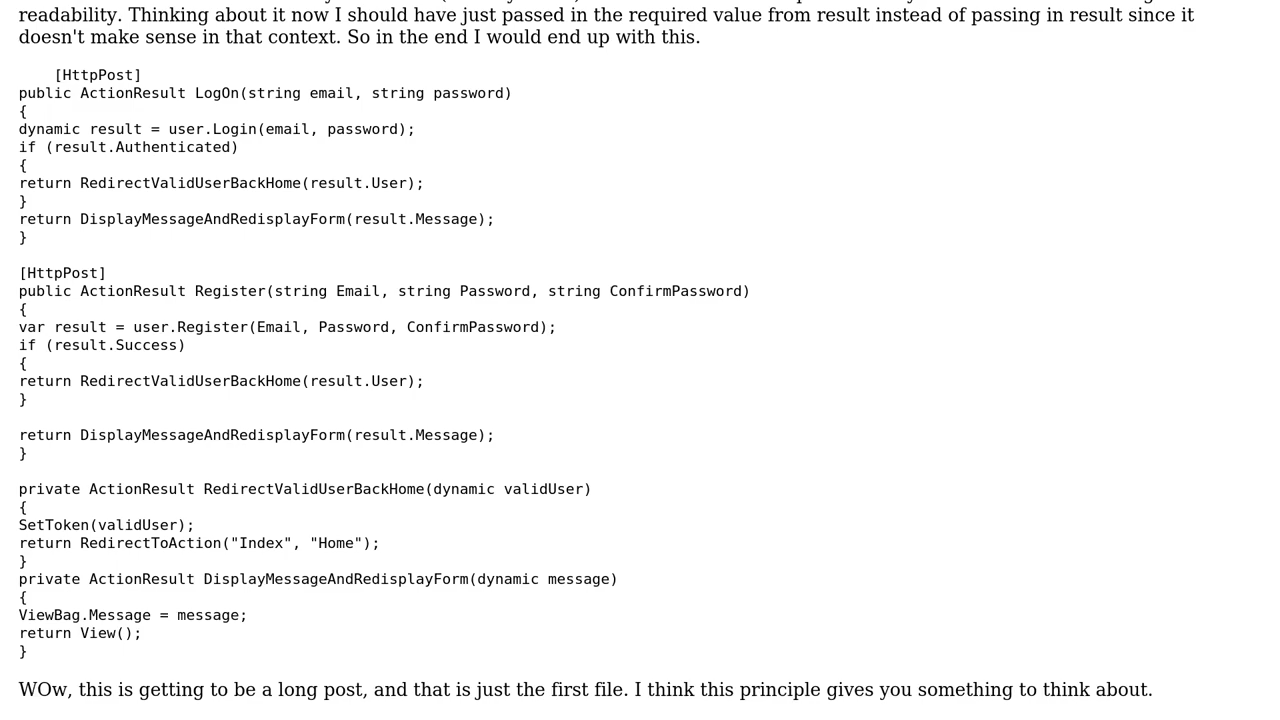 readability. Thinking about it now I should have just passed in the required value from result instead of passing in result since it
doesn't make sense in that context. So in the end I would end up with this.
[HttpPost]
public ActionResult LogOn(string email, string password)
{
dynamic result = user.Login(email, password);
if (result.Authenticated)
{
return RedirectValidUserBackHome(result.User);
}
return DisplayMessageAndRedisplayForm(result.Message);
}
[HttpPost]
public ActionResult Register(string Email, string Password, string ConfirmPassword)
{
var result = user.Register(Email, Password, ConfirmPassword);
if (result.Success)
{
return RedirectValidUserBackHome(result.User);
}
return DisplayMessageAndRedisplayForm(result.Message);
}
private ActionResult RedirectValidUserBackHome(dynamic validUser)
{
SetToken(validUser);
return RedirectToAction("Index", "Home");
}
private ActionResult DisplayMessageAndRedisplayForm(dynamic message)
{
ViewBag.Message = message;
return View();
}
WOw, this is getting to be a long post, and that is just the first file. I think this principle gives you something to think about.